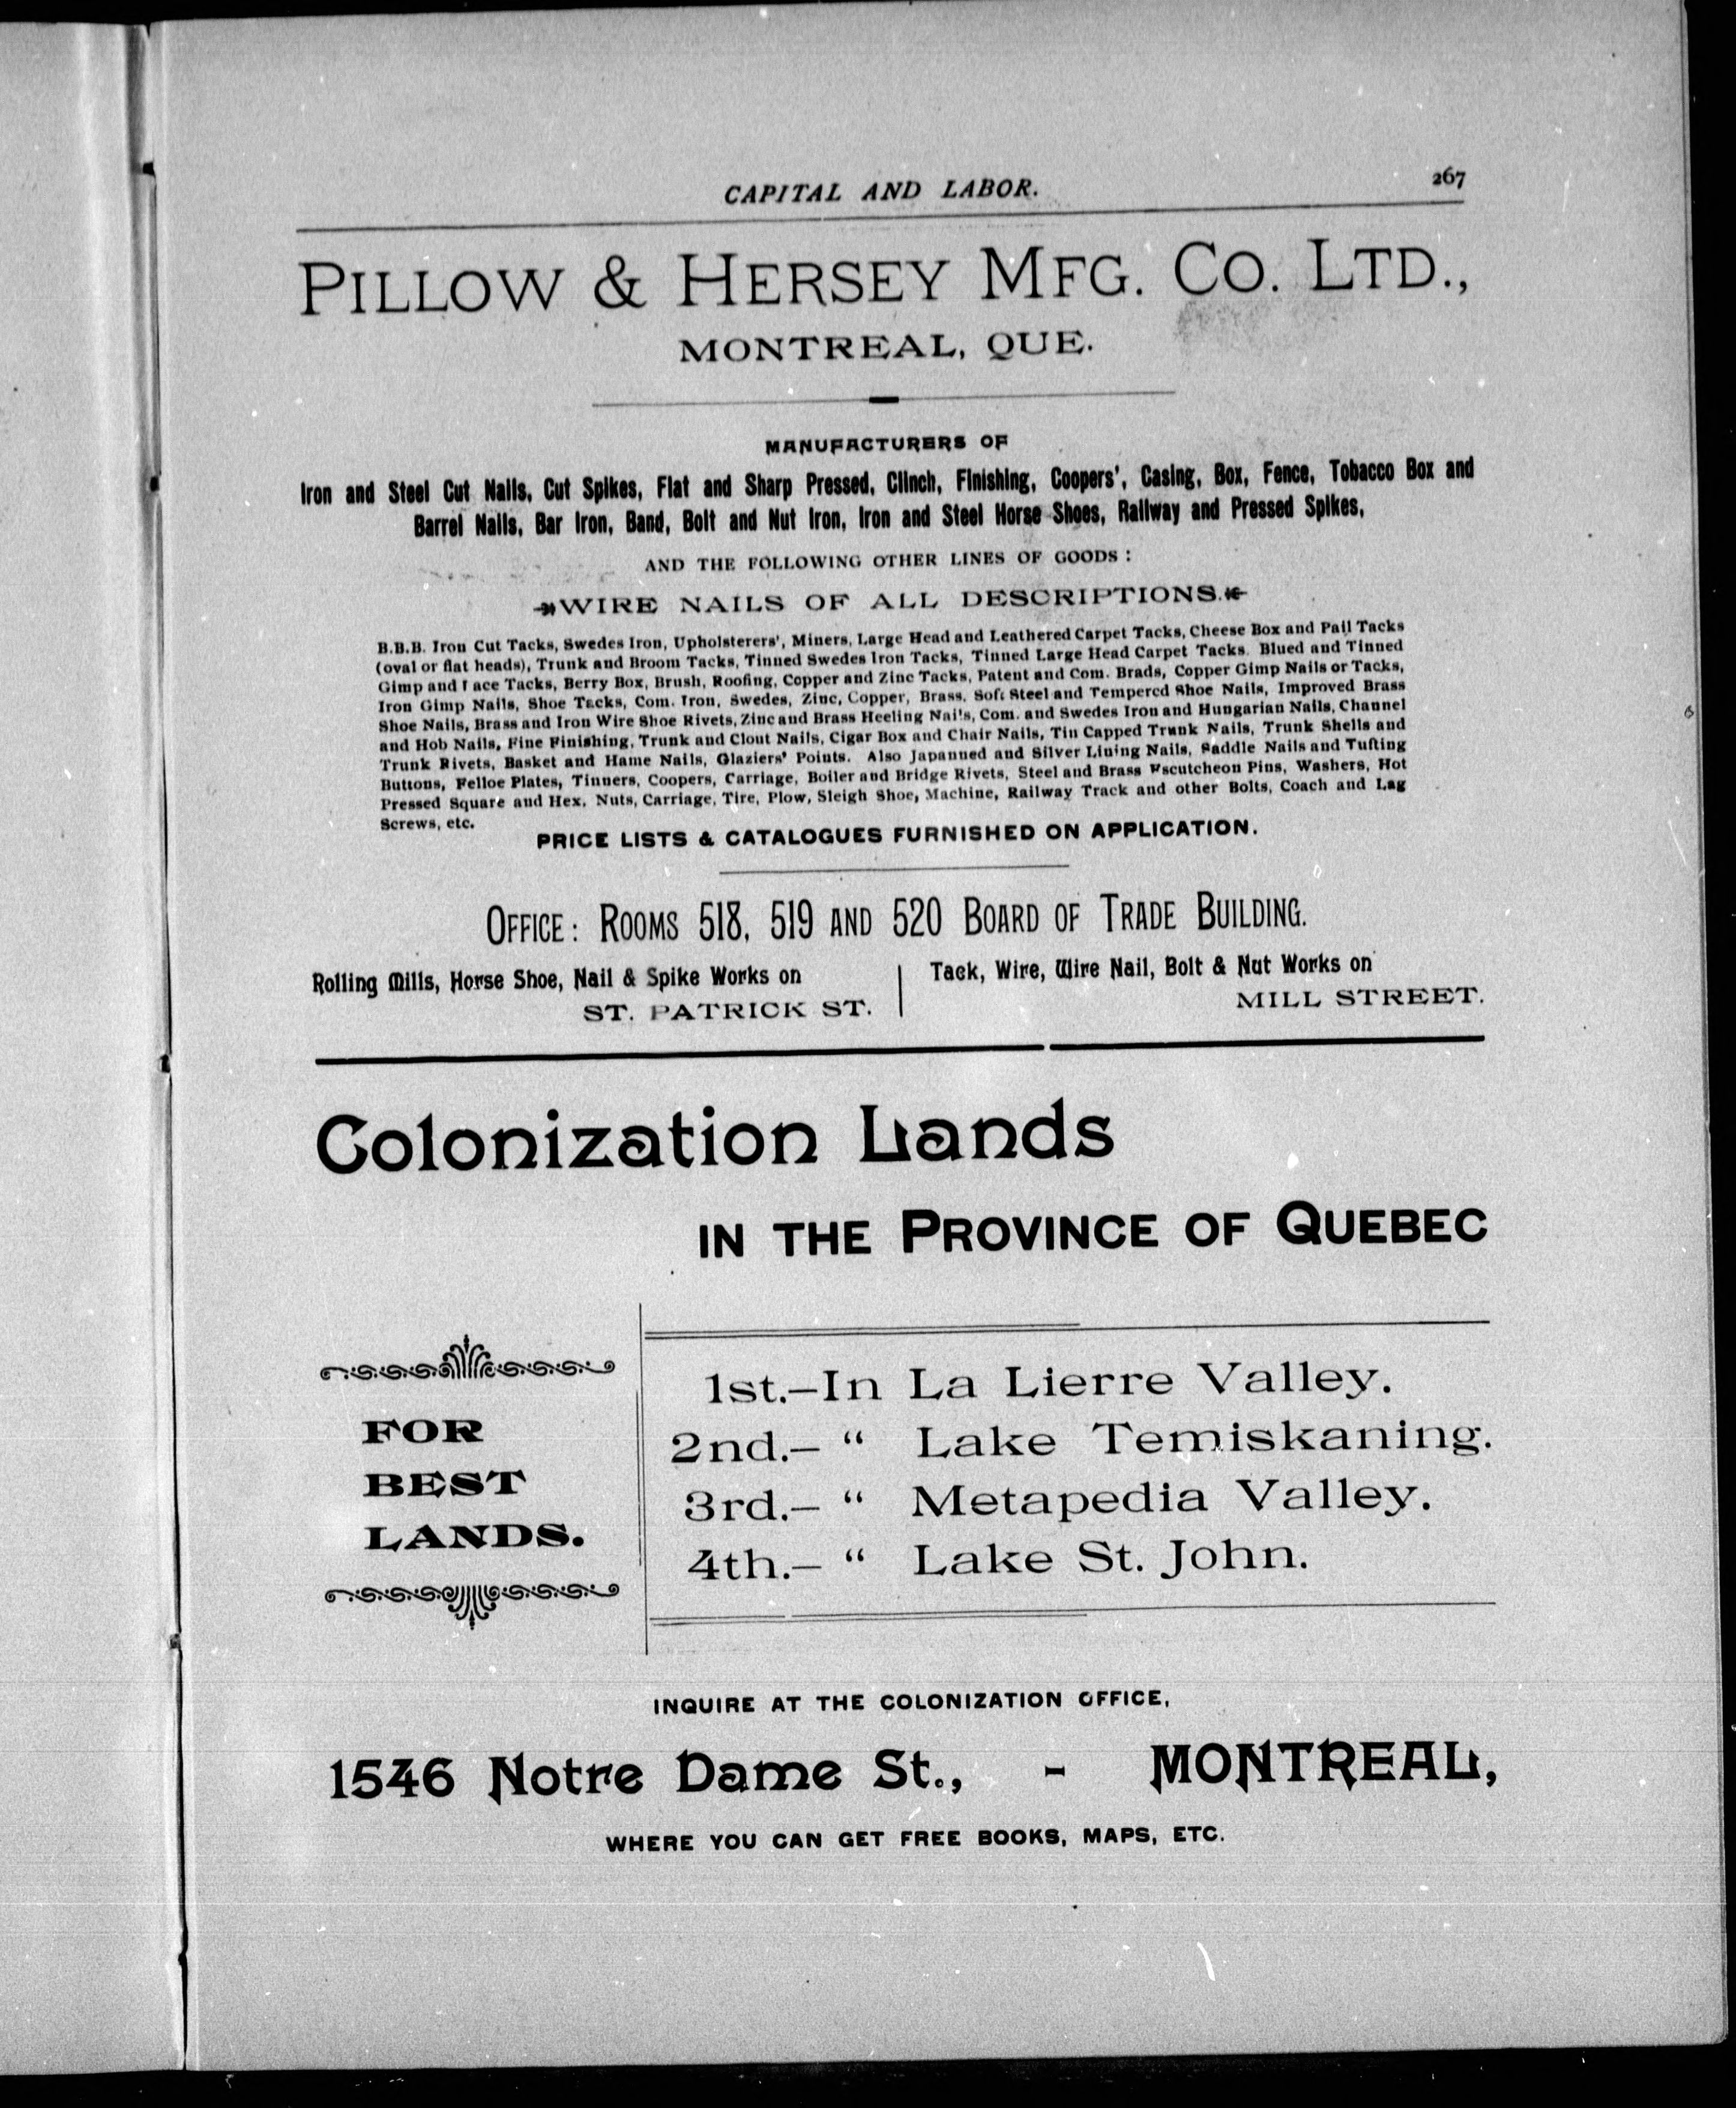 CAPITAL AND LABOR.
267
PILLOW & HERSEY MFG. CO. LTD.,
MONTREAL, QUE.
MANUFACTURERS OF
Iron and Steel Cut Nails, Cut Spikes, Flat and Sharp Pressed, Clinch, Finishing, Coopers', Casing, Box, Fence, Tobacco Box and
Barrel Nails, Bar Iron, Band, Bolt and Nut Iron, Iron and Steel Horse Shoes, Railway and Pressed Spikes,
AND THE FOLLOWING OTHER LINES OF GOODS:
WIRE NAILS OF ALL DESCRIPTIONS.
B.B.B. Iron Cut Tacks, Swedes Iron, Upholsterers', Miners, Large Head and Leathered Carpet Tacks, Cheese Box and Pail Tacks
(oval or flat heads), Trunk and Broom Tacks, Tinned Swedes Iron Tacks, Tinned Large Head Carpet Tacks. Blued and Tinned
Gimp and Lace Tacks, Berry Box, Brush, Roofing, Copper and Zinc Tacks, Patent and Com. Brads, Copper Gimp Nails or Tacks,
Iron Gimp Nails, Shoe Tacks, Com. Iron, Swedes, Zinc, Copper, Brass, Soft Steel and Tempered Shoe Nails, Improved Brass
Shoe Nails, Brass and Iron Wire Shoe Rivets, Zinc and Brass Heeling Nails, Com. and Swedes Iron and Hungarian Nails, Channel
and Hob Nails, Fine Finishing, Trunk and Clout Nails, Cigar Box and Chair Nails, Tin Capped Trunk Nails, Trunk Shells and
Trunk Rivets, Basket and Hame Nails, Glaziers' Points. Also Japanned and Silver Lining Nails, Saddle Nails and Tufting
Buttons, Felloe Plates, Tinners, Coopers, Carriage, Boiler and Bridge Rivets, Steel and Brass Escutcheon Pins, Washers, Hot
Pressed Square and Hex, Nuts, Carriage, Tire, Plow, Sleigh Shoe, Machine, Railway Track and other Bolts, Coach and Lag
Screws, etc.
PRICE LISTS & CATALOGUES FURNISHED ON APPLICATION.
OFFICE: ROOMS 518, 519 AND 520 BOARD OF TRADE BUILDING.
Rolling Mills, Horse Shoe, Nail & Spike Works on
ST. PATRICK ST.
Tack, Wire, Wire Nail, Bolt & Nut Works on
MILL STREET.
Colonization Lands
IN THE PROVINCE OF QUEBEC
FOR
BEST
LANDS.
1st.–In La Lierre Valley.
2nd.– “ Lake Temiskaning.
3rd.– “ Metapedia Valley.
4th.– “ Lake St. John.
INQUIRE AT THE COLONIZATION OFFICE,
1546 Notre Dame St., - MONTREAL,
WHERE YOU CAN GET FREE BOOKS, MAPS, ETC.